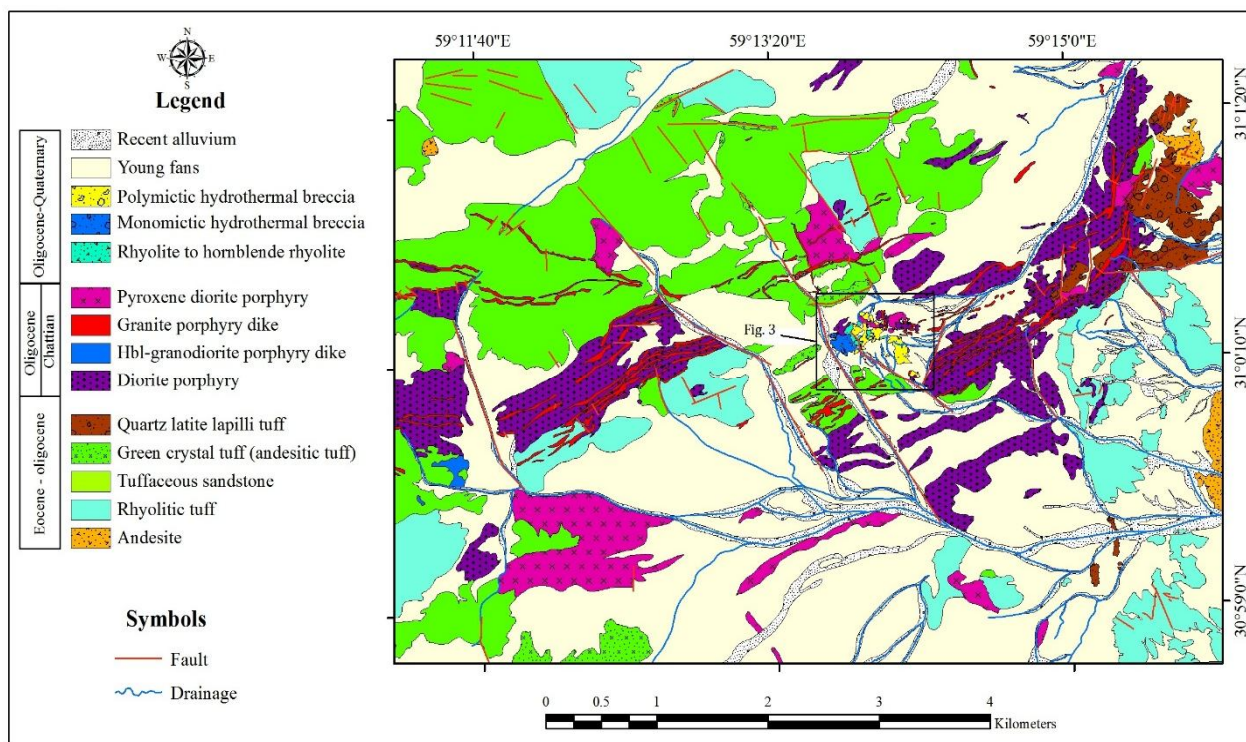 59°11'40"E
59°13'20"E
59°15'0"E
N
W
E
S
Legend
Oligocene-Quaternary
Recent alluvium
Young fans
Polymictic hydrothermal breccia
Monomictic hydrothermal breccia
Rhyolite to hornblende rhyolite
Oligocene
Chattian
Pyroxene diorite porphyry
Granite porphyry dike
Hbl-granodiorite porphyry dike
Diorite porphyry
Eocene - oligocene
Quartz latite lapilli tuff
Green crystal tuff (andesitic tuff)
Tuffaceous sandstone
Rhyolitic tuff
Andesite
Symbols
Fault
Drainage
Fig. 3
31°1'20"N
31°0'10"N
30°59'0"N
0 0.5 1 2 3 4
Kilometers